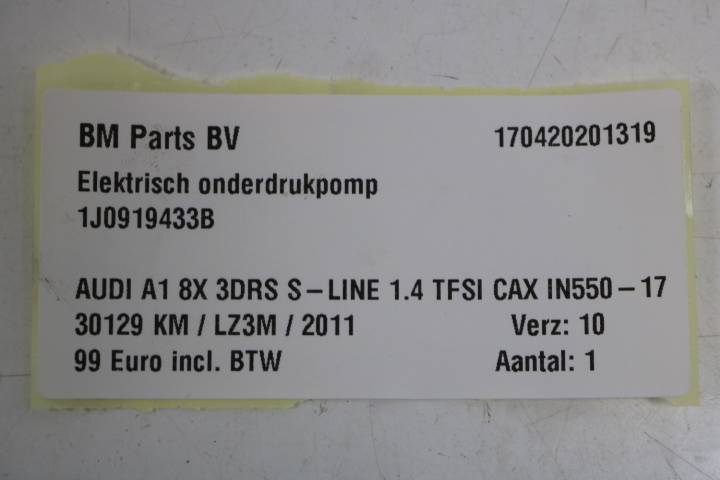 BM Parts BV 170420201319
Elektrisch onderdrukpomp
1J0919433B
AUDI A1 8X 3DRS S-LINE 1.4 TFSI CAX IN550-17
30129 KM / LZ3M / 2011 Verz: 10
99 Euro incl. BTW Aantal: 1